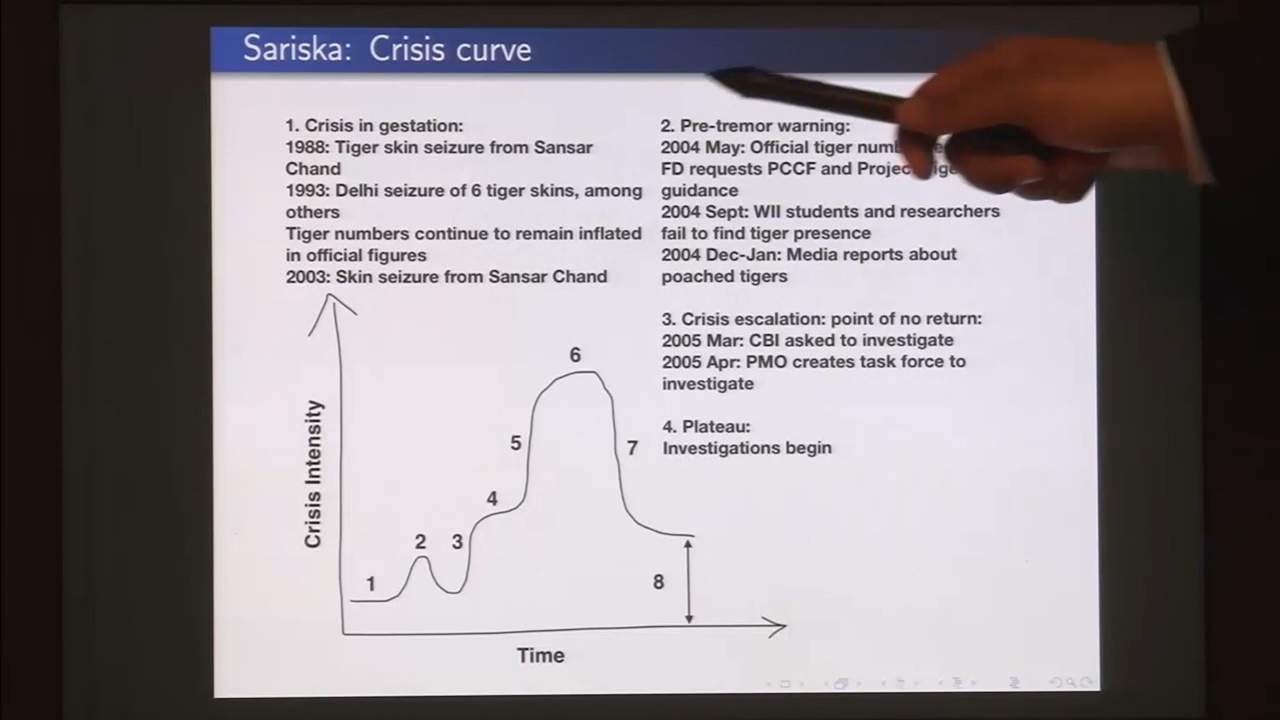 Sariska: Crisis curve
1. Crisis in gestation:
1988: Tiger skin seizure from Sansar
Chand
1993: Delhi seizure of 6 tiger skins, among
others
Tiger numbers continue to remain inflated
in official figures
2003: Skin seizure from Sansar Chand
2. Pre-tremor warning:
2004 May: Official tiger
FD requests PCCF and
guidance
2004 Sept: WII students and researchers
fail to find tiger presence
2004 Dec-Jan: Media reports about
poached tigers
3. Crisis escalation: point of no return:
2005 Mar: CBI asked to investigate
2005 Apr: PMO creates task force to
investigate
4. Plateau:
Investigations begin
Crisis Intensity
1
2
3
4
5
6
7
8
Time